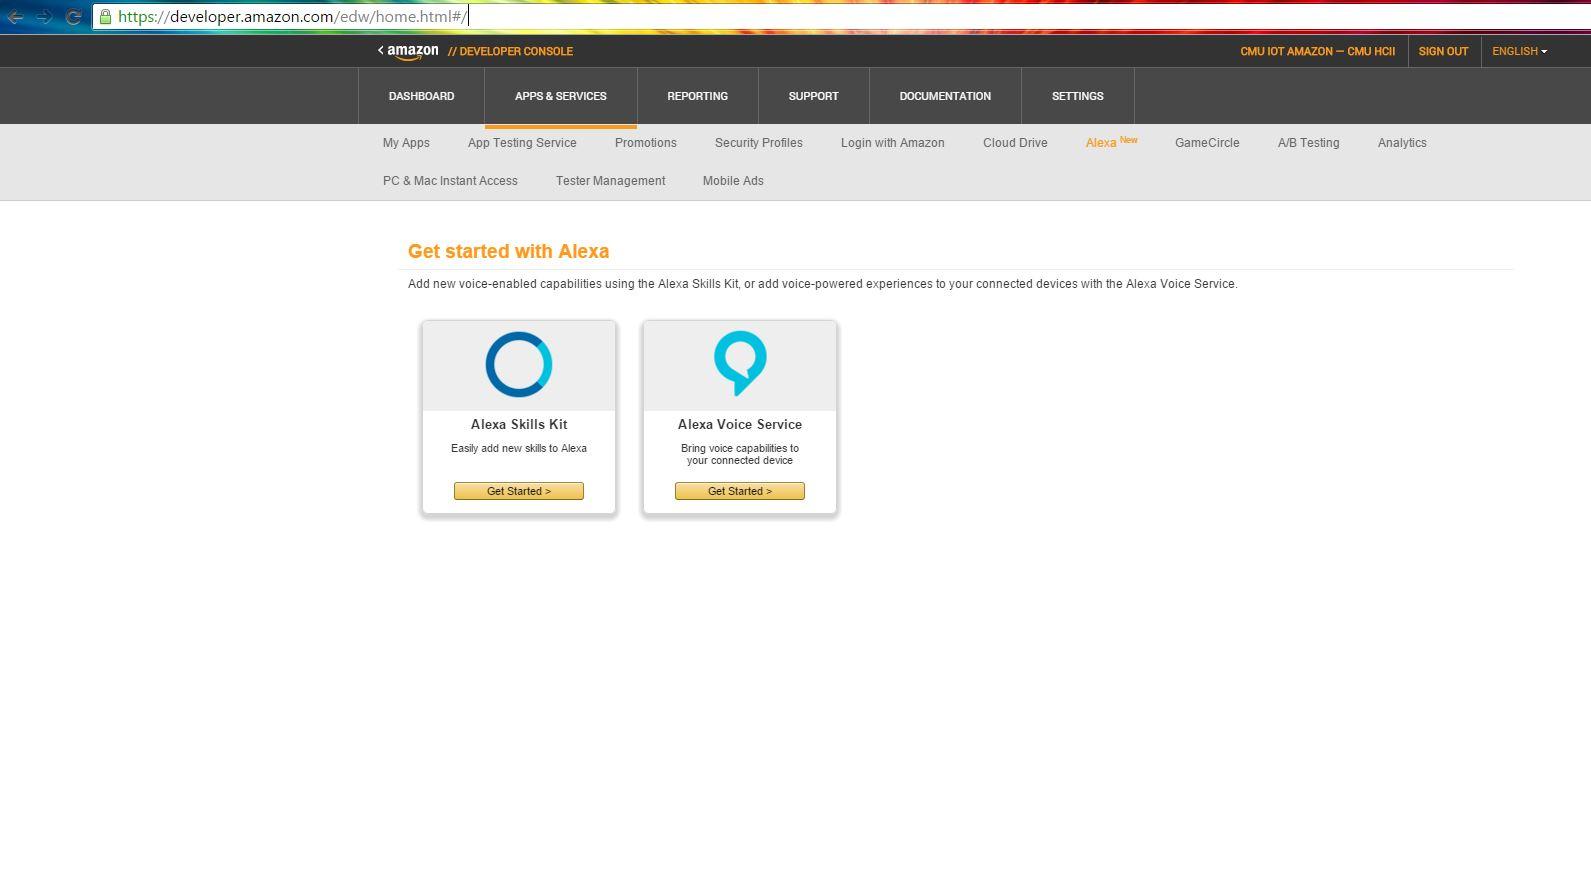 https://developer.amazon.com/edw/home.html#/
< amazon // DEVELOPER CONSOLE
CMU IOT AMAZON — CMU HCII
SIGN OUT
ENGLISH
DASHBOARD
APPS & SERVICES
REPORTING
SUPPORT
DOCUMENTATION
SETTINGS
My Apps
App Testing Service
Promotions
Security Profiles
Login with Amazon
Cloud Drive
Alexa New
GameCircle
A/B Testing
Analytics
PC & Mac Instant Access
Tester Management
Mobile Ads
Get started with Alexa
Add new voice-enabled capabilities using the Alexa Skills Kit, or add voice-powered experiences to your connected devices with the Alexa Voice Service.
Alexa Skills Kit
Easily add new skills to Alexa
Get Started >
Alexa Voice Service
Bring voice capabilities to
your connected device
Get Started >